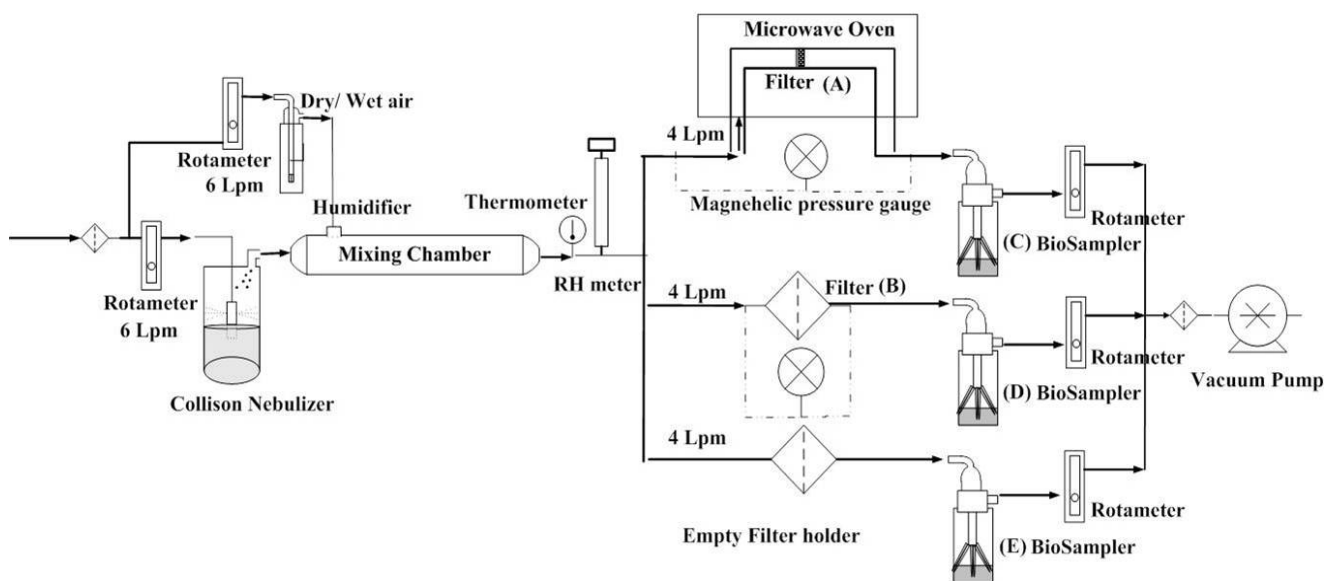 Microwave Oven
Filter (A)
Dry/ Wet air
4 Lpm
Rotameter
6 Lpm
Humidifier
Thermometer
Magnehelic pressure gauge
Rotameter
(C) BioSampler
Mixing Chamber
RH meter
Rotameter
6 Lpm
4 Lpm
Filter (B)
Rotameter
Vacuum Pump
(D) BioSampler
Collison Nebulizer
4 Lpm
Rotameter
Empty Filter holder
(E) BioSampler